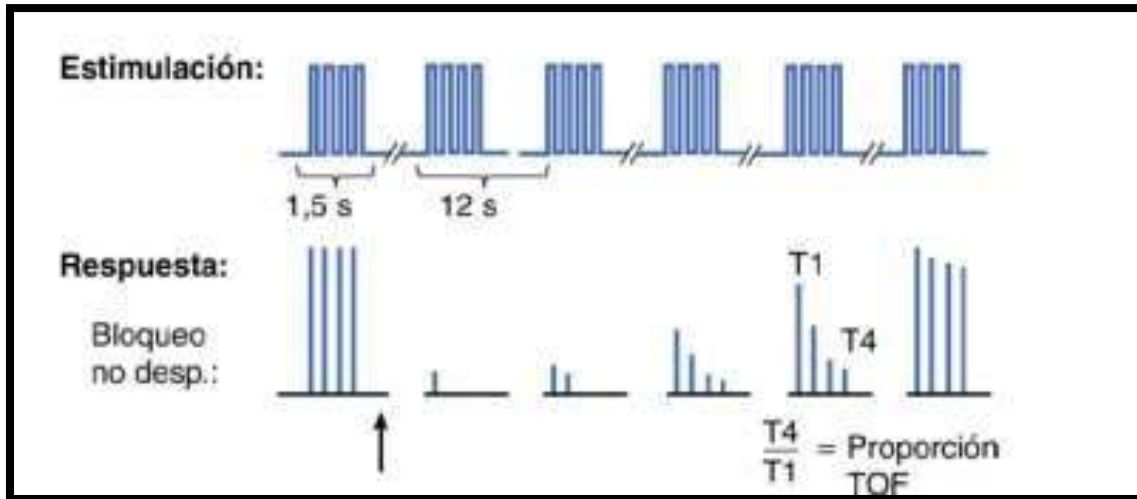 Estimulación:
1,5 s
12 s
Respuesta:
T1
Bloqueo
T4
no desp.:
T4
T1
= Proporción
TOF